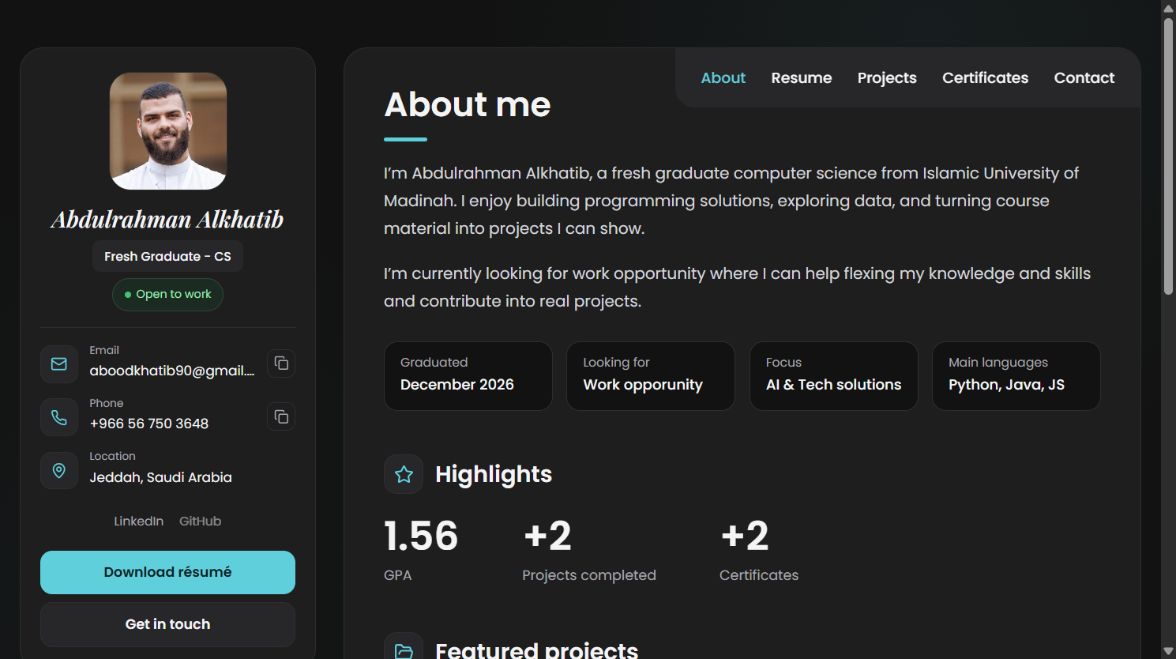 Abdulrahman Alkhatib
Fresh Graduate - CS
Open to work
Email
aboodkhatib90@gmail....
Phone
+966 56 750 3648
Location
Jeddah, Saudi Arabia
LinkedIn GitHub
Download résumé
Get in touch
About Resume Projects Certificates Contact
About me
I'm Abdulrahman Alkhatib, a fresh graduate computer science from Islamic University of
Madinah. I enjoy building programming solutions, exploring data, and turning course
material into projects I can show.
I'm currently looking for work opportunity where I can help flexing my knowledge and skills
and contribute into real projects.
Graduated
December 2026
Looking for
Work opporunity
Focus
AI & Tech solutions
Main languages
Python, Java, JS
Highlights
1.56
GPA
+2
Projects completed
+2
Certificates
Featured projects